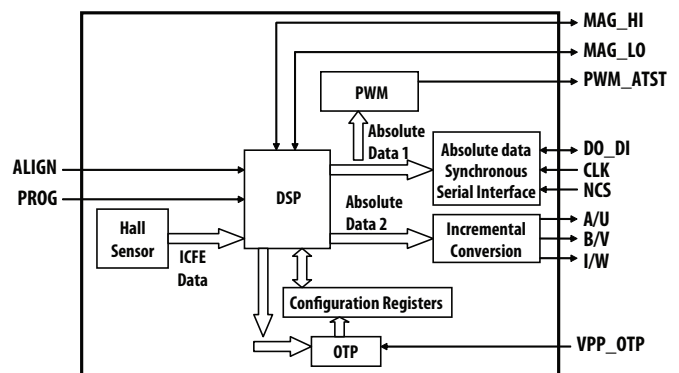 MAG_HI
MAG_LO
PWM_ATST
PWM
Absolute
Data 1
Absolute data
Synchronous
Serial Interface
DO_DI
CLK
NCS
ALIGN
PROG
DSP
Hall
Sensor
ICFE
Data
Absolute
Data 2
Incremental
Conversion
A/U
B/V
I/W
Configuration Registers
OTP
VPP_OTP